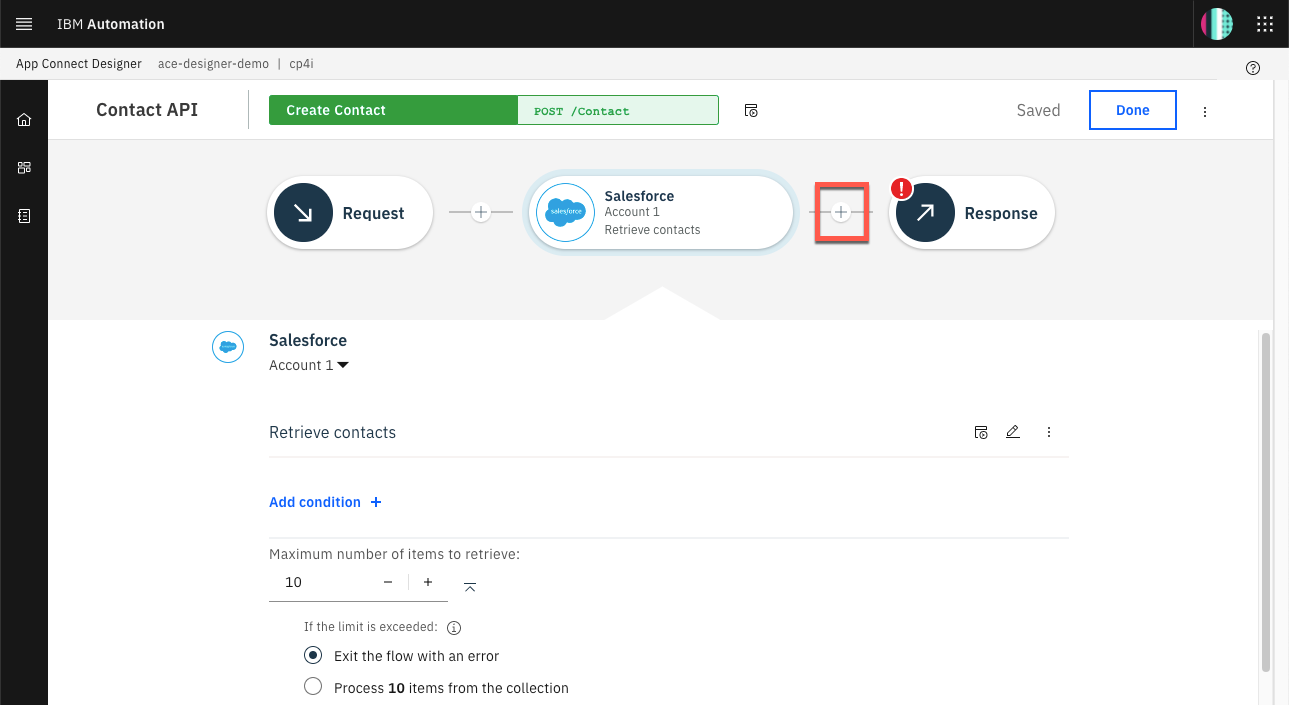 IBM Automation
App Connect Designer ace-designer-demo | cp4i
Contact API
Create Contact
POST /Contact
Saved
Done
Request
salesforce
Salesforce
Account 1
Retrieve contacts
!
Response
Salesforce
Account 1
Retrieve contacts
Add condition +
Maximum number of items to retrieve:
10 − +
If the limit is exceeded:
Exit the flow with an error
Process 10 items from the collection